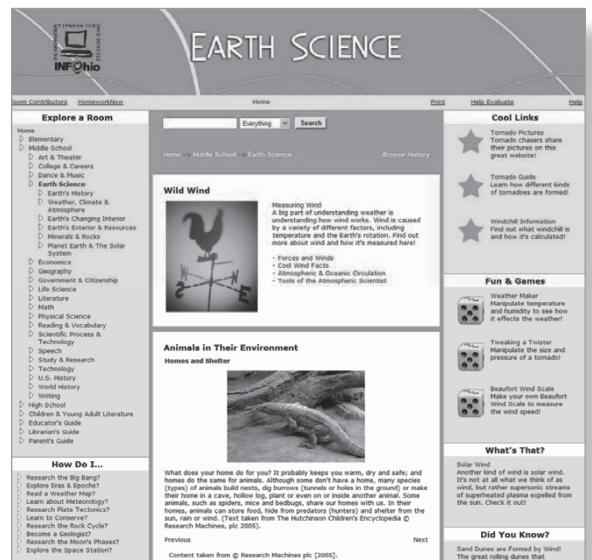 INFOhio
EARTH SCIENCE
Room Contributors HomeworkNow Home Print Help Evaluate Help
Explore a Room
Home
Elementary
Middle School
Art & Theater
College & Careers
Dance & Music
Earth Science
Earth's History
Weather, Climate &
Atmosphere
Earth's Changing Interior
Earth's Exterior & Resources
Minerals & Rocks
Planet Earth & The Solar
System
Economics
Geography
Government & Citizenship
Life Science
Literature
Math
Physical Science
Reading & Vocabulary
Scientific Process &
Technology
Speech
Study & Research
Technology
U.S. History
World History
Writing
High School
Children & Young Adult Literature
Educator's Guide
Librarian's Guide
Parent's Guide
How Do I...
Research the Big Bang?
Explore Eras & Epochs?
Read a Weather Map?
Learn about Meteorology?
Research Plate Tectonics?
Learn to Conserve?
Research the Rock Cycle?
Become a Geologist?
Research the Moon's Phases?
Explore the Space Station?
Everything Search
Home -> Middle School -> Earth Science Browse History
Wild Wind
Measuring Wind
A big part of understanding weather is
understanding how wind works. Wind is caused
by a variety of different factors, including
temperature and the Earth's rotation. Find out
more about wind and how it's measured here!
- Forces and Winds
- Cool Wind Facts
- Atmospheric & Oceanic Circulation
- Tools of the Atmospheric Scientist
Animals in Their Environment
Homes and Shelter
What does your home do for you? It probably keeps you warm, dry and safe; and
homes do the same for animals. Although some don't have a home, many species
(types) of animals build nests, dig burrows (tunnels or holes in the ground) or make
their home in a cave, hollow log, plant or even on or inside another animal. Some
animals, such as spiders, mice and bedbugs, share our homes with us. In their
homes, animals can store food, hide from predators (hunters) and shelter from the
sun, rain or wind. (Text taken from The Hutchinson Children's Encyclopedia ©
Research Machines, plc 2005).
Previous Next
Content taken from © Research Machines plc [2005].
Cool Links
Tornado Pictures
Tornado chasers share
their pictures on this
great website!
Tornado Guide
Learn how different kinds
of tornadoes are formed!
Windchill Information
Find out what windchill is
and how it's calculated!
Fun & Games
Weather Maker
Manipulate temperature
and humidity to see how
it effects the weather!
Tweaking a Twister
Manipulate the size and
pressure of a tornado!
Beaufort Wind Scale
Make your own Beaufort
Wind Scale to measure
the wind speed!
What's That?
Solar Wind
Another kind of wind is solar wind.
It's not at all what we think of as
wind, but rather supersonic streams
of superheated plasma expelled from
the sun. Check it out!
Did You Know?
Sand Dunes are Formed by Wind!
The great rolling dunes that